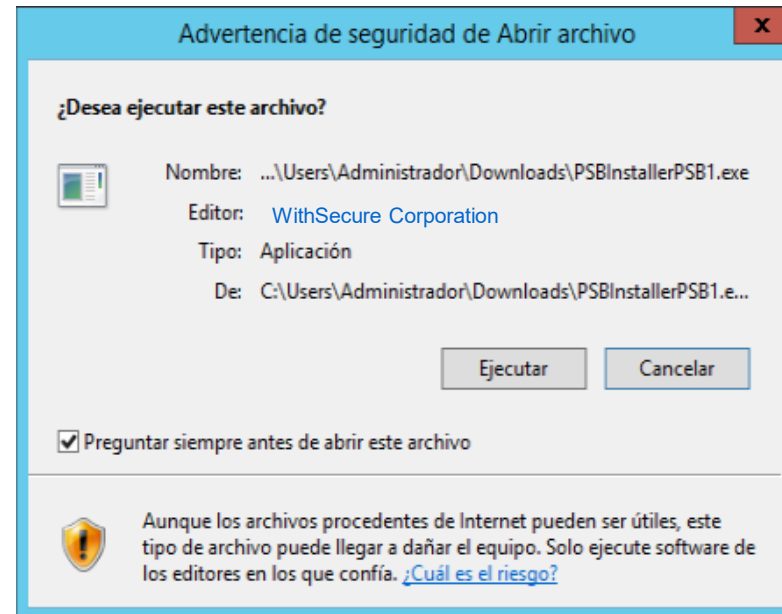 Advertencia de seguridad de Abrir archivo
x
¿Desea ejecutar este archivo?
Nombre: ...\Users\Administrador\Downloads\PSBInstallerPSB1.exe
Editor: WithSecure Corporation
Tipo: Aplicación
De: C:\Users\Administrador\Downloads\PSBInstallerPSB1.e...
Ejecutar Cancelar
Preguntar siempre antes de abrir este archivo
Aunque los archivos procedentes de Internet pueden ser útiles, este
tipo de archivo puede llegar a dañar el equipo. Solo ejecute software de
los editores en los que confía. ¿Cuál es el riesgo?